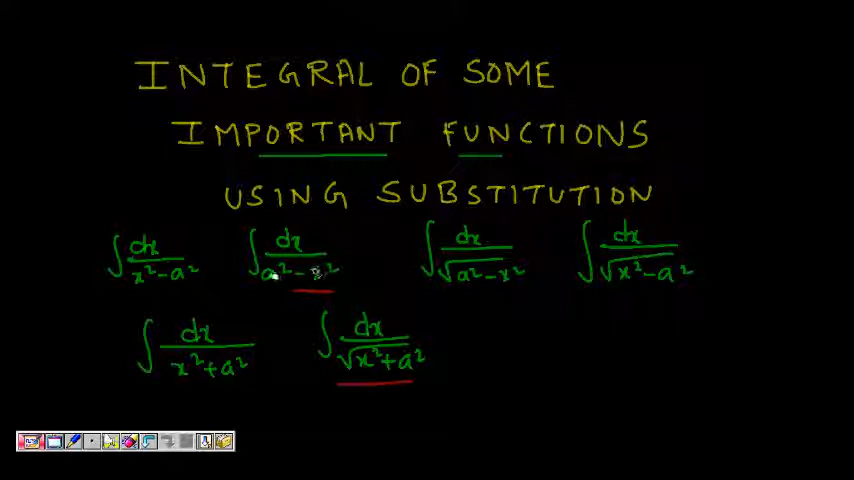 INTEGRAL OF SOME
IMPORTANT FUNCTIONS
USING SUBSTITUTION
∫ dx / (x² - a²)   ∫ dx / (a² - x²)   ∫ dx / √(a² - x²)   ∫ dx / √(x² - a²)
∫ dx / (x² + a²)   ∫ dx / √(x² + a²)